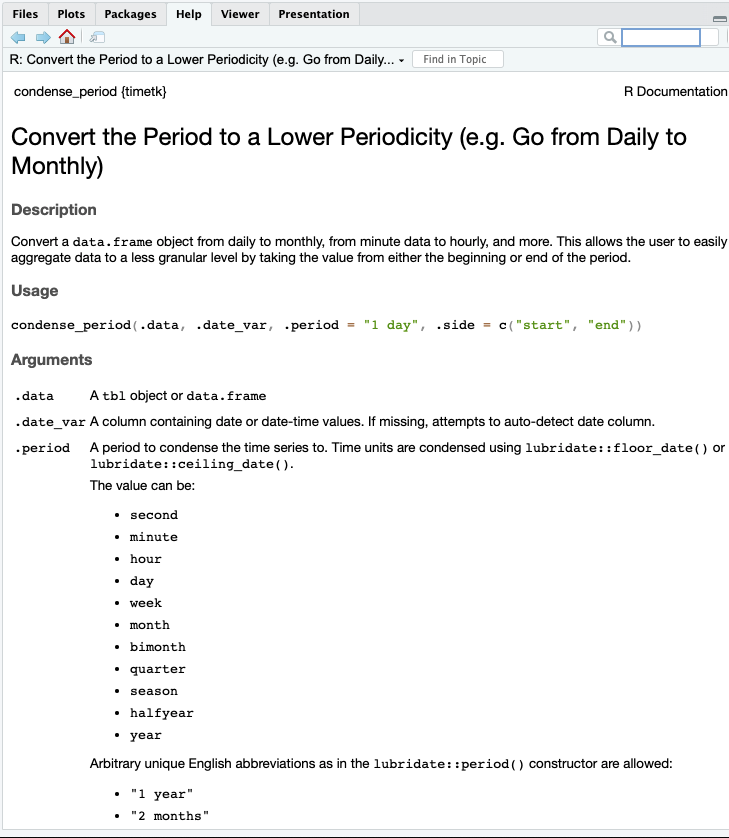 Files Plots Packages Help Viewer Presentation
R: Convert the Period to a Lower Periodicity (e.g. Go from Daily... Find in Topic
condense_period {timetk} R Documentation
Convert the Period to a Lower Periodicity (e.g. Go from Daily to
Monthly)
Description
Convert a data.frame object from daily to monthly, from minute data to hourly, and more. This allows the user to easily
aggregate data to a less granular level by taking the value from either the beginning or end of the period.
Usage
condense_period(.data, .date_var, .period = "1 day", .side = c("start", "end"))
Arguments
.data A tbl object or data.frame
.date_var A column containing date or date-time values. If missing, attempts to auto-detect date column.
.period A period to condense the time series to. Time units are condensed using lubridate::floor_date() or
lubridate::ceiling_date().
The value can be:
• second
• minute
• hour
• day
• week
• month
• bimonth
• quarter
• season
• halfyear
• year
Arbitrary unique English abbreviations as in the lubridate::period() constructor are allowed:
• "1 year"
• "2 months"